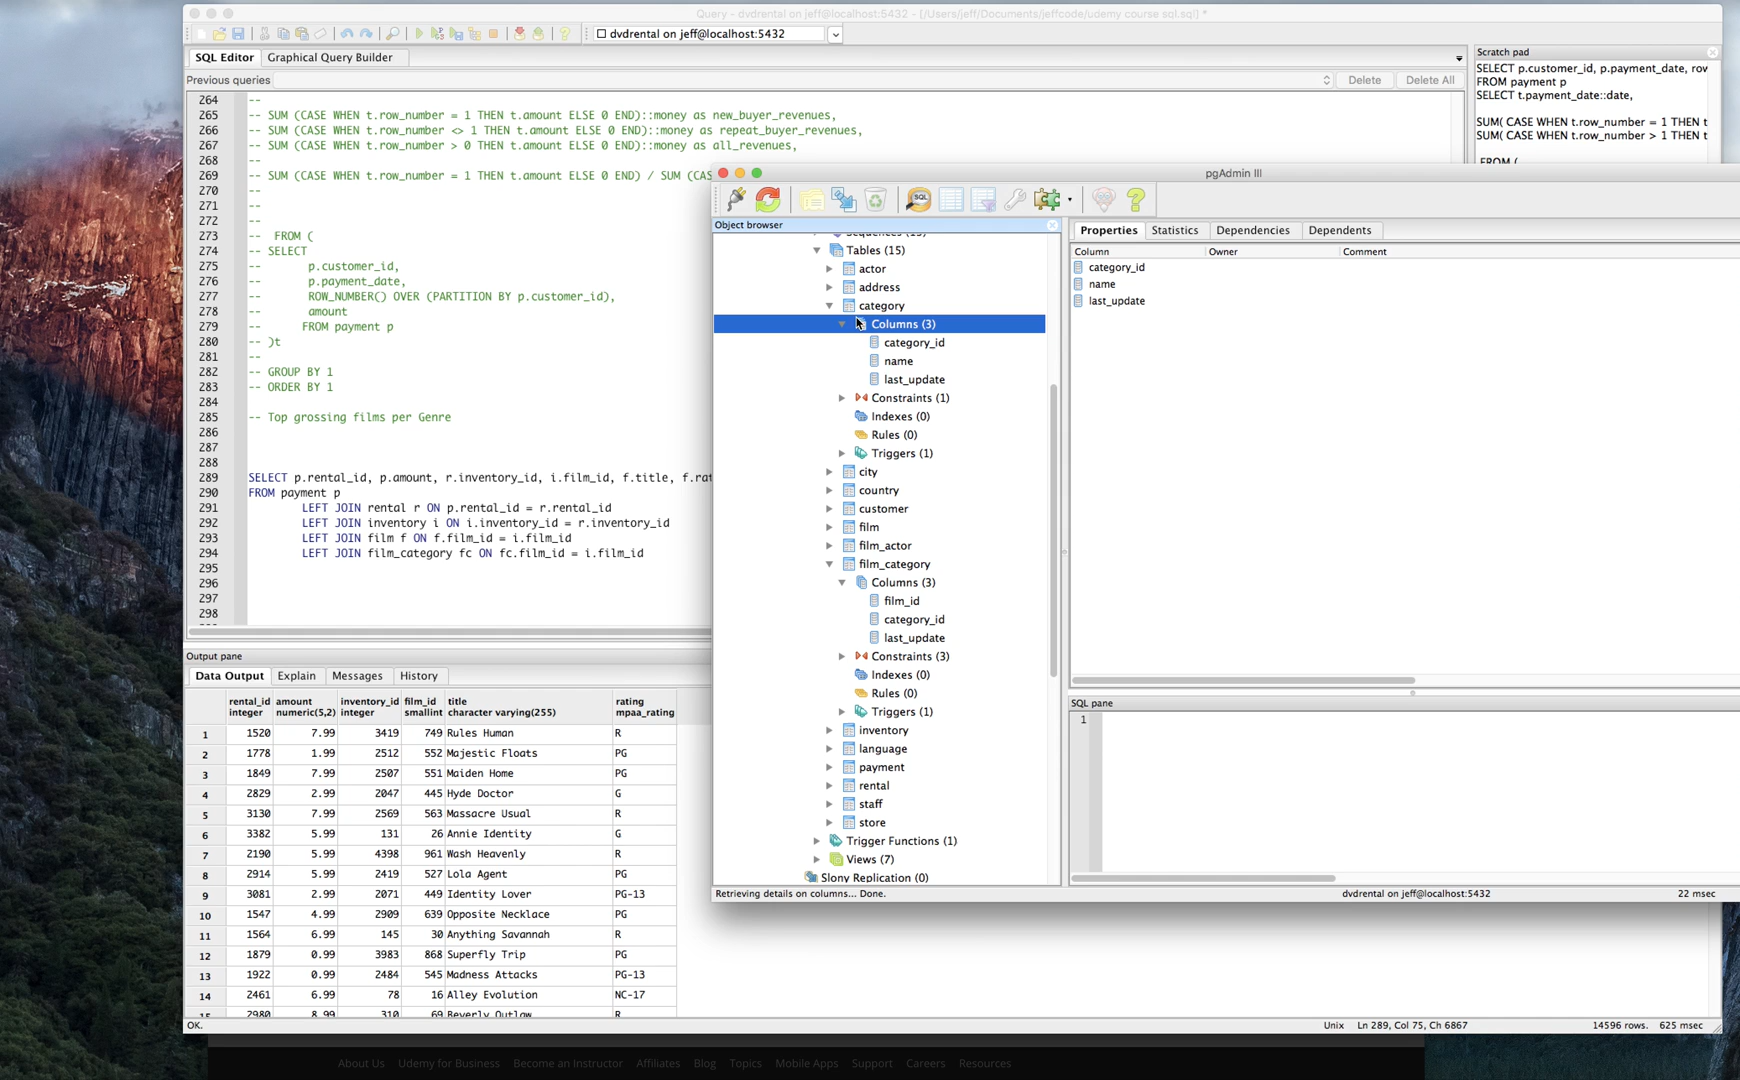 Query - dvdrental on jeff@localhost:5432 - [/Users/jeff/Documents/jeffcode/udemy course sql.sql] *
dvdrental on jeff@localhost:5432
SQL Editor
Graphical Query Builder
Previous queries
Delete
Delete All
264 --
265 -- SUM (CASE WHEN t.row_number = 1 THEN t.amount ELSE 0 END)::money as new_buyer_revenues,
266 -- SUM (CASE WHEN t.row_number <> 1 THEN t.amount ELSE 0 END)::money as repeat_buyer_revenues,
267 -- SUM (CASE WHEN t.row_number > 0 THEN t.amount ELSE 0 END)::money as all_revenues,
268 --
269 -- SUM (CASE WHEN t.row_number = 1 THEN t.amount ELSE 0 END) / SUM (CAS
270 --
271 --
272 --
273 -- FROM (
274 -- SELECT
275 -- p.customer_id,
276 -- p.payment_date,
277 -- ROW_NUMBER() OVER (PARTITION BY p.customer_id),
278 -- amount
279 -- FROM payment p
280 -- )t
281 --
282 -- GROUP BY 1
283 -- ORDER BY 1
284
285 -- Top grossing films per Genre
286
287
288
289 SELECT p.rental_id, p.amount, r.inventory_id, i.film_id, f.title, f.rat
290 FROM payment p
291 LEFT JOIN rental r ON p.rental_id = r.rental_id
292 LEFT JOIN inventory i ON i.inventory_id = r.inventory_id
293 LEFT JOIN film f ON f.film_id = i.film_id
294 LEFT JOIN film_category fc ON fc.film_id = i.film_id
295
296
297
298
Scratch pad
SELECT p.customer_id, p.payment_date, row
FROM payment p
SELECT t.payment_date::date,
SUM( CASE WHEN t.row_number = 1 THEN t
SUM( CASE WHEN t.row_number > 1 THEN t
FROM (
pgAdmin III
SQL
Object browser
Tables (15)
actor
address
category
Columns (3)
category_id
name
last_update
Constraints (1)
Indexes (0)
Rules (0)
Triggers (1)
city
country
customer
film
film_actor
film_category
Columns (3)
film_id
category_id
last_update
Constraints (3)
Indexes (0)
Rules (0)
Triggers (1)
inventory
language
payment
rental
staff
store
Trigger Functions (1)
Views (7)
Slony Replication (0)
Properties
Statistics
Dependencies
Dependents
Column Owner Comment
category_id
name
last_update
SQL pane
1
Retrieving details on columns... Done.
dvdrental on jeff@localhost:5432
22 msec
Output pane
Data Output
Explain
Messages
History
rental_id amount inventory_id film_id title rating
integer numeric(5,2) integer smallint character varying(255) mpaa_rating
1 1520 7.99 3419 749 Rules Human R
2 1778 1.99 2512 552 Majestic Floats PG
3 1849 7.99 2507 551 Maiden Home PG
4 2829 2.99 2047 445 Hyde Doctor G
5 3130 7.99 2569 563 Massacre Usual R
6 3382 5.99 131 26 Annie Identity G
7 2190 5.99 4398 961 Wash Heavenly R
8 2914 5.99 2419 527 Lola Agent PG
9 3081 2.99 2071 449 Identity Lover PG-13
10 1547 4.99 2909 639 Opposite Necklace PG
11 1564 6.99 145 30 Anything Savannah R
12 1879 0.99 3983 868 Superfly Trip PG
13 1922 0.99 2484 545 Madness Attacks PG-13
14 2461 6.99 78 16 Alley Evolution NC-17
15 2980 8.99 310 69 Beverly Outlaw R
OK.
Unix
Ln 289, Col 75, Ch 6867
14596 rows.
625 msec
About Us
Udemy for Business
Become an Instructor
Affiliates
Blog
Topics
Mobile Apps
Support
Careers
Resources